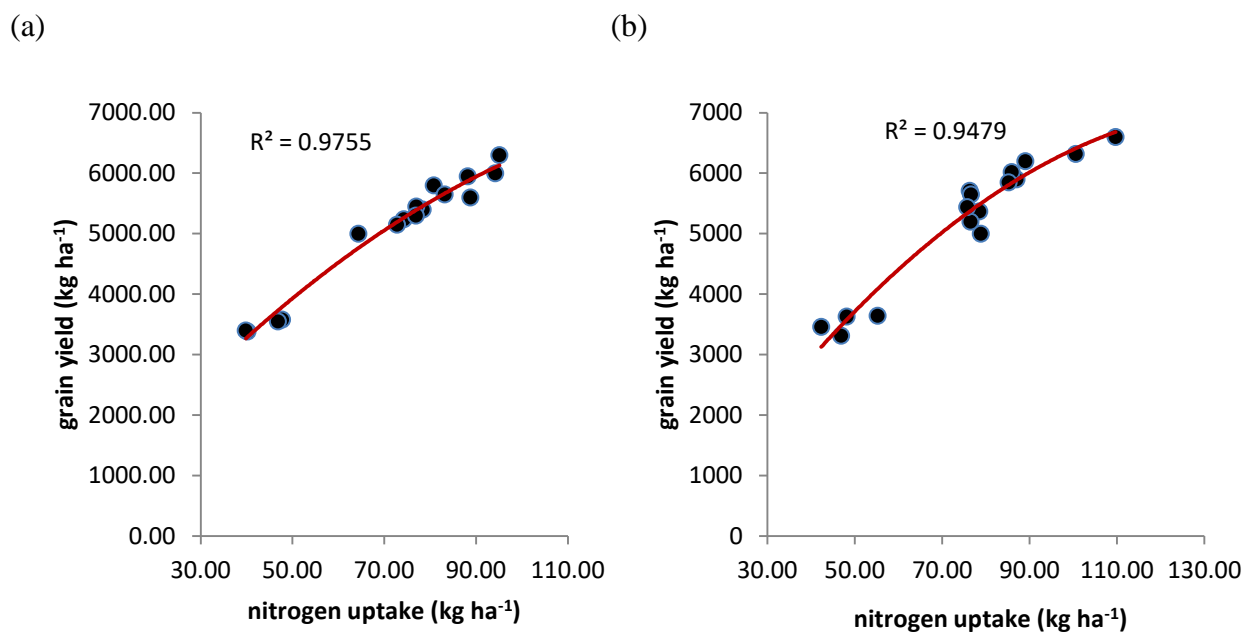 (a)
(b)
7000.00
6000.00
5000.00
4000.00
3000.00
2000.00
1000.00
0.00
R² = 0.9755
grain yield (kg ha⁻¹)
30.00 50.00 70.00 90.00 110.00
nitrogen uptake (kg ha⁻¹)
7000
6000
5000
4000
3000
2000
1000
0
R² = 0.9479
grain yield (kg ha⁻¹)
30.00 50.00 70.00 90.00 110.00 130.00
nitrogen uptake (kg ha⁻¹)